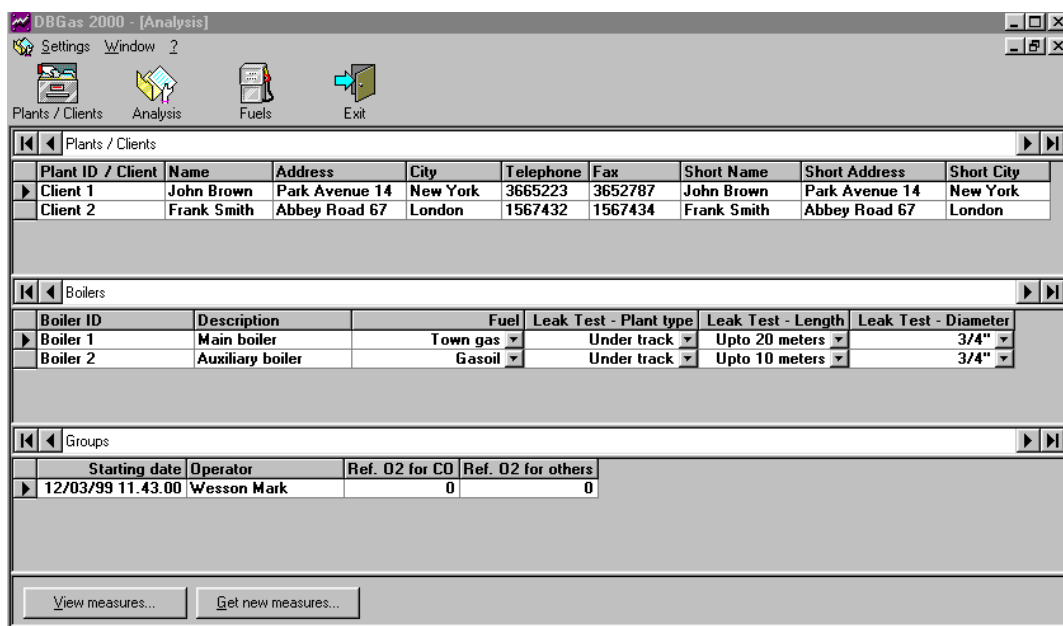 DBGas 2000 - [Analysis]
Settings Window ?
Plants / Clients Analysis Fuels Exit
Plants / Clients
Plant ID / Client Name Address City Telephone Fax Short Name Short Address Short City
Client 1 John Brown Park Avenue 14 New York 3665223 3652787 John Brown Park Avenue 14 New York
Client 2 Frank Smith Abbey Road 67 London 1567432 1567434 Frank Smith Abbey Road 67 London
Boilers
Boiler ID Description Fuel Leak Test - Plant type Leak Test - Length Leak Test - Diameter
Boiler 1 Main boiler Town gas Under track Upto 20 meters 3/4"
Boiler 2 Auxiliary boiler Gasoil Under track Upto 10 meters 3/4"
Groups
Starting date Operator Ref. O2 for CO Ref. O2 for others
12/03/99 11.43.00 Wesson Mark 0 0
View measures... Get new measures...